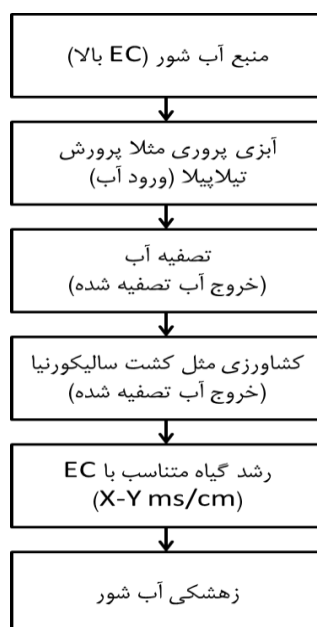 منبع آب شور (EC بالا)
آبزی پروری مثلا پرورش
تیلاپیلا (ورود آب)
تصفیه آب
(خروج آب تصفیه شده)
کشاورزی مثل کشت سالیکورنیا
(خروج آب تصفیه شده)
رشد گیاه متناسب با EC
(X-Y ms/cm)
زهشکی آب شور